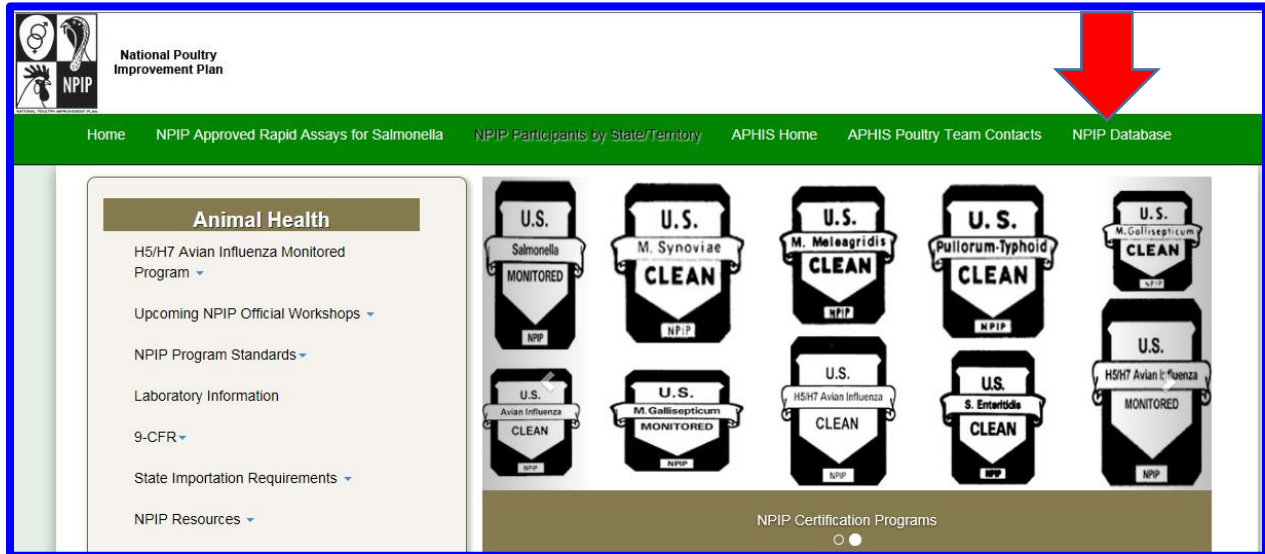 NPIP
National Poultry
Improvement Plan
NATIONAL POULTRY IMPROVEMENT PLAN
Home NPIP Approved Rapid Assays for Salmonella NPIP Participants by State/Territory APHIS Home APHIS Poultry Team Contacts NPIP Database
Animal Health
H5/H7 Avian Influenza Monitored
Program
Upcoming NPIP Official Workshops
NPIP Program Standards
Laboratory Information
9-CFR
State Importation Requirements
NPIP Resources
U.S.
Salmonella
MONITORED
NPIP
U.S.
M. Synoviae
CLEAN
NPIP
U.S.
M. Meleagridis
CLEAN
NPIP
U. S.
Pullorum-Typhoid
CLEAN
NPIP
U.S.
M. Gallisepticum
CLEAN
NPIP
U.S.
Avian Influenza
CLEAN
NPIP
U.S.
M. Gallisepticum
MONITORED
NPIP
U.S.
H5/H7 Avian Influenza
CLEAN
NPIP
U.S.
S. Enteritidis
CLEAN
NPIP
U.S.
H5/H7 Avian Influenza
MONITORED
NPIP
NPIP Certification Programs